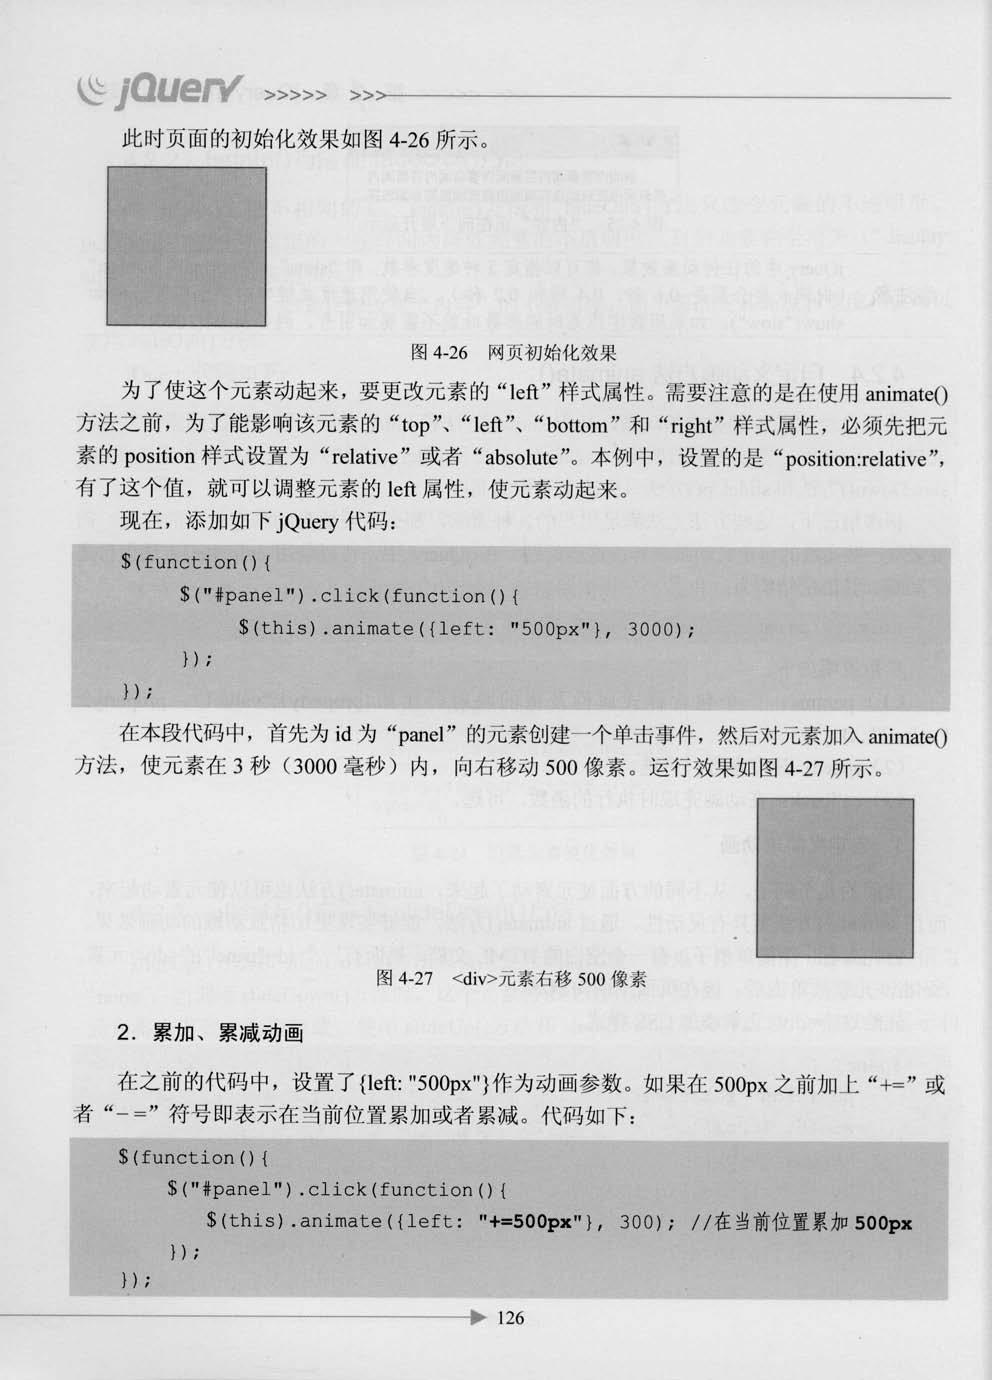 jQuery >>>>> >>>
此时页面的初始化效果如图 4-26 所示。
图 4-26 网页初始化效果
为了使这个元素动起来，要更改元素的“left”样式属性。需要注意的是在使用 animate()
方法之前，为了能影响该元素的“top”、“left”、“bottom”和“right”样式属性，必须先把元
素的 position 样式设置为“relative”或者“absolute”。本例中，设置的是“position:relative”，
有了这个值，就可以调整元素的 left 属性，使元素动起来。
现在，添加如下 jQuery 代码：
$(function(){
$("#panel").click(function(){
$(this).animate({left: "500px"}, 3000);
});
});
在本段代码中，首先为 id 为“panel”的元素创建一个单击事件，然后对元素加入 animate()
方法，使元素在 3 秒（3000 毫秒）内，向右移动 500 像素。运行效果如图 4-27 所示。
图 4-27 <div>元素右移 500 像素
2．累加、累减动画
在之前的代码中，设置了{left: "500px"}作为动画参数。如果在 500px 之前加上“+=”或
者“－=”符号即表示在当前位置累加或者累减。代码如下：
$(function(){
$("#panel").click(function(){
$(this).animate({left: "+=500px"}, 300); //在当前位置累加 500px
});
});
126